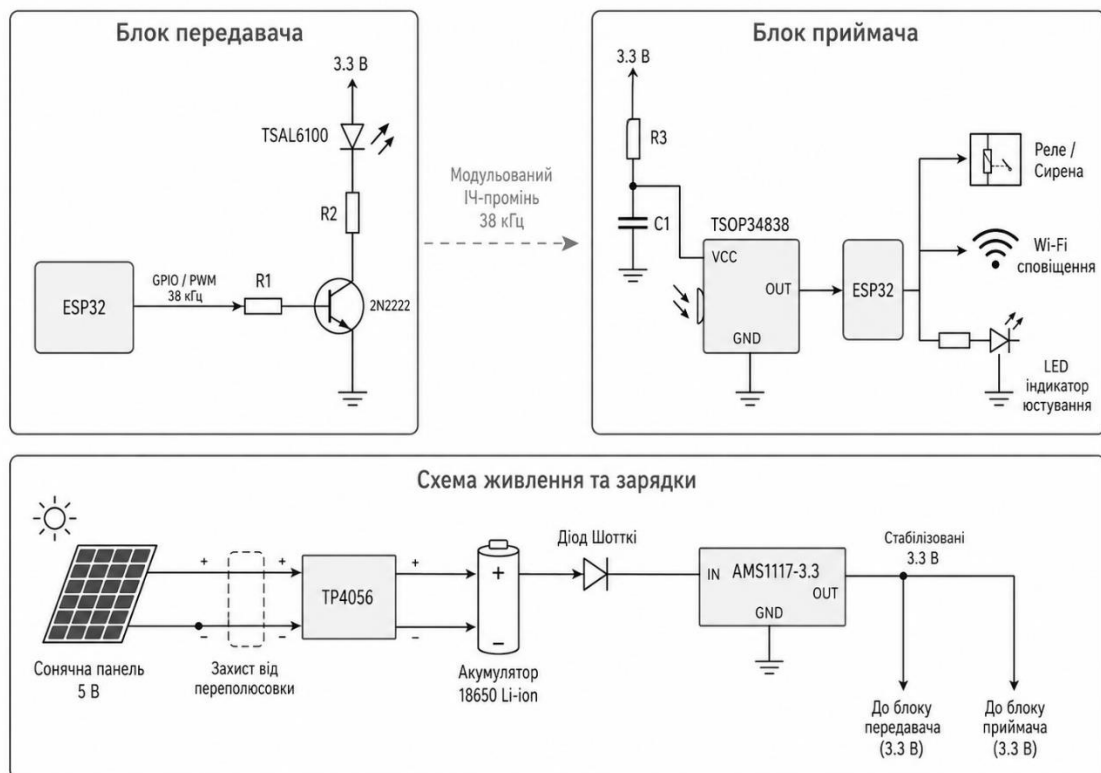 Блок передавача
3.3 В
TSAL6100
R2
GPIO / PWM
38 кГц
R1
ESP32
2N2222
Модульований
ІЧ-промінь
38 кГц
Блок приймача
3.3 В
R3
C1
TSOP34838
VCC
OUT
GND
ESP32
Реле /
Сирена
Wi-Fi
сповіщення
LED
індикатор
юстування
Схема живлення та зарядки
+
+
−
−
Сонячна панель
5 В
Захист від
переполюсовки
TP4056
+
−
+
−
Акумулятор
18650 Li-ion
Діод Шотткі
IN
AMS1117-3.3
OUT
GND
Стабілізовані
3.3 В
До блоку
передавача
(3.3 В)
До блоку
приймача
(3.3 В)